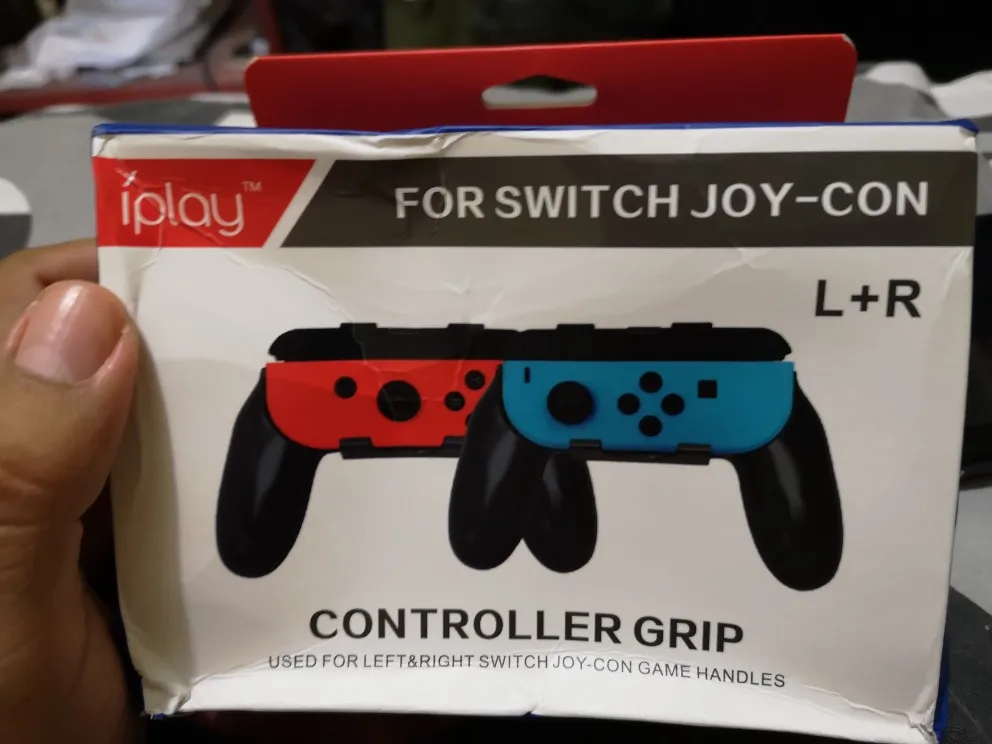 iplay™
FOR SWITCH JOY-CON
L+R
CONTROLLER GRIP
USED FOR LEFT&RIGHT SWITCH JOY-CON GAME HANDLES